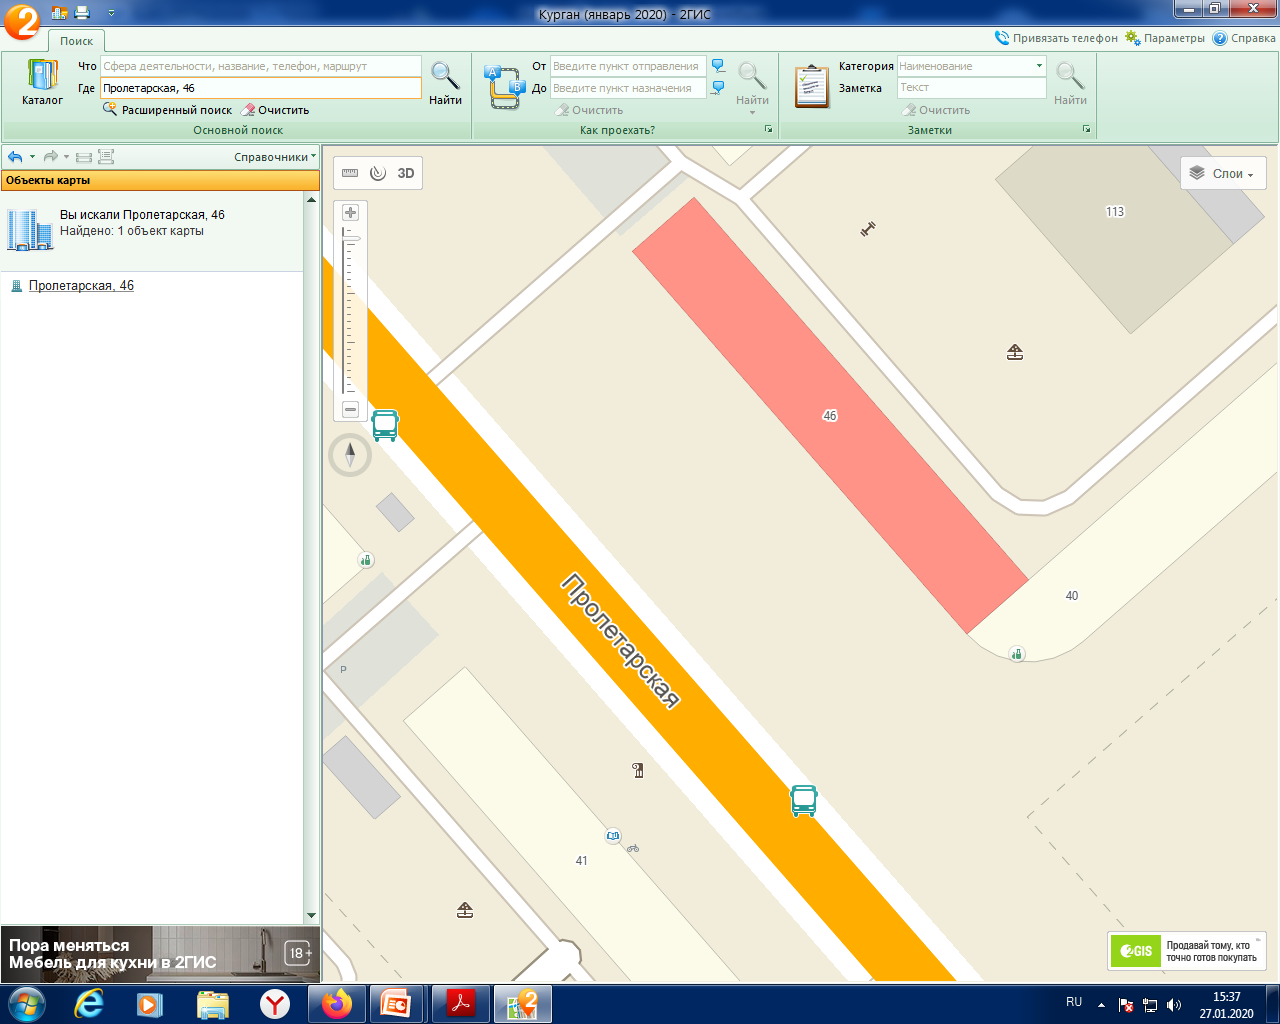 Курган (январь 2020) - 2ГИС
Поиск
Привязать телефон
Параметры
Справка
Каталог
Что
Сфера деятельности, название, телефон, маршрут
Где
Пролетарская, 46
Расширенный поиск
Очистить
Найти
Основной поиск
От
Введите пункт отправления
До
Введите пункт назначения
Очистить
Найти
Как проехать?
Категория
Наименование
Заметка
Текст
Очистить
Найти
Заметки
Справочники
Объекты карты
Вы искали Пролетарская, 46
Найдено: 1 объект карты
Пролетарская, 46
3D
Слои
113
46
40
Пролетарская
P
41
Пора меняться
Мебель для кухни в 2ГИС
18+
2GIS
Продавай тому, кто
точно готов покупать
RU
15:37
27.01.2020